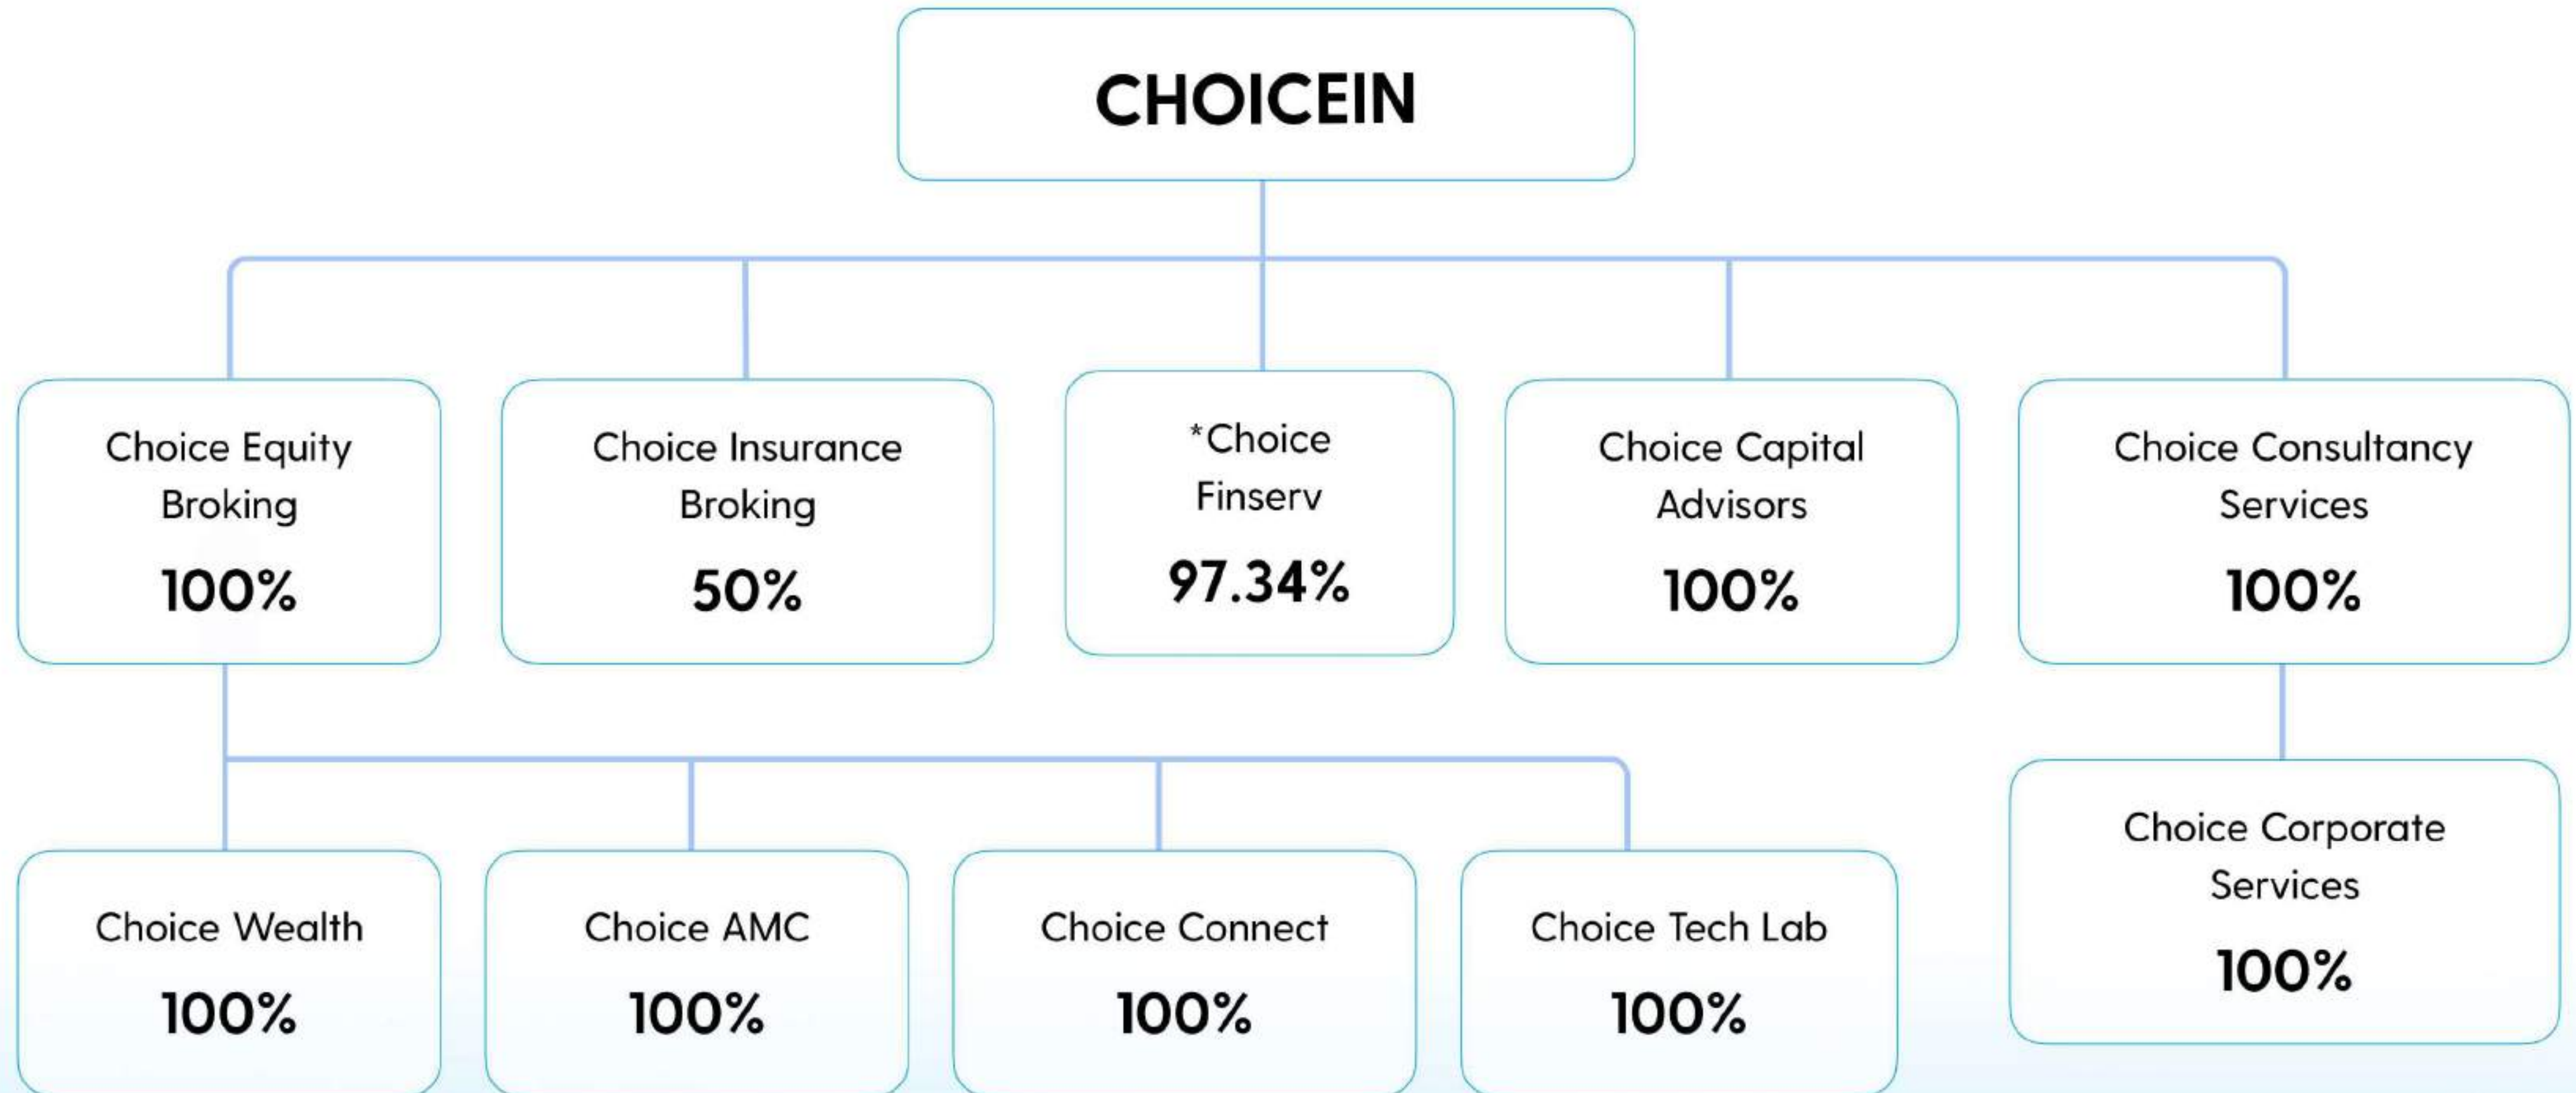 CHOICEIN
Choice Equity
Broking
100%
Choice Insurance
Broking
50%
*Choice
Finserv
97.34%
Choice Capital
Advisors
100%
Choice Consultancy
Services
100%
Choice Wealth
100%
Choice AMC
100%
Choice Connect
100%
Choice Tech Lab
100%
Choice Corporate
Services
100%